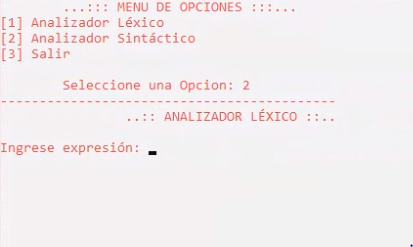 ...::: MENU DE OPCIONES :::...
[1] Analizador Léxico
[2] Analizador Sintáctico
[3] Salir
Seleccione una Opcion: 2
-------------------------------------------
..:: ANALIZADOR LÉXICO ::..
Ingrese expresión: